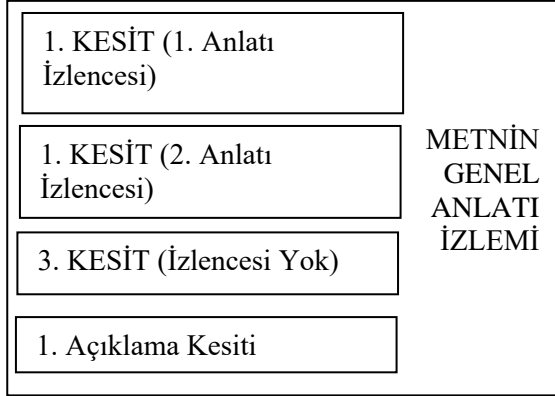 1. KESİT (1. Anlatı
İzlencesi)
1. KESİT (2. Anlatı
İzlencesi)
3. KESİT (İzlencesi Yok)
1. Açıklama Kesiti
METNİN
GENEL
ANLATI
İZLEMİ